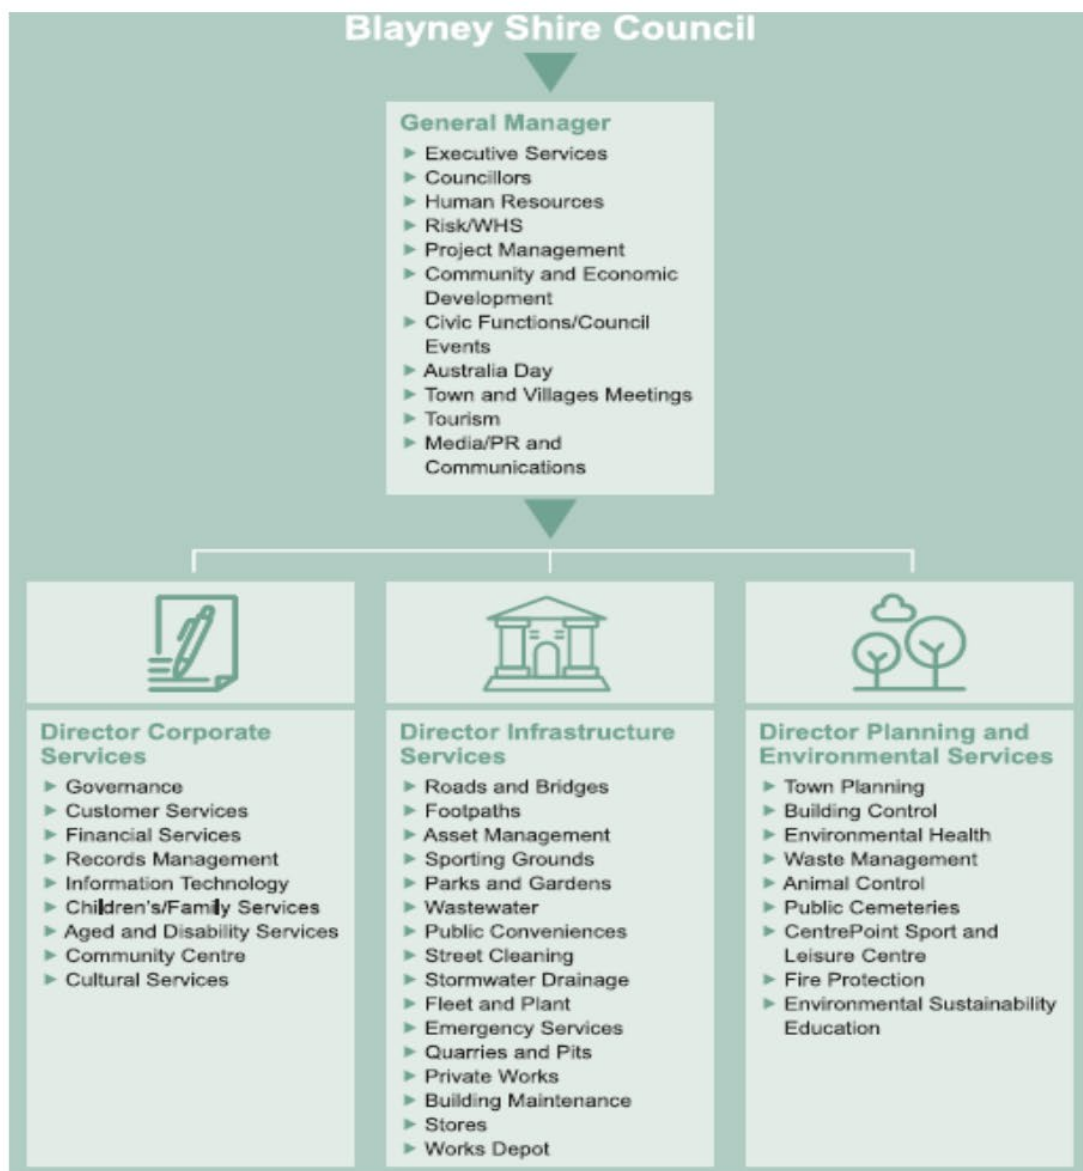 Blayney Shire Council
General Manager
Executive Services
Councillors
Human Resources
Risk/WHS
Project Management
Community and Economic
Development
Civic Functions/Council
Events
Australia Day
Town and Villages Meetings
Tourism
Media/PR and
Communications
Director Corporate
Services
Governance
Customer Services
Financial Services
Records Management
Information Technology
Children's/Family Services
Aged and Disability Services
Community Centre
Cultural Services
Director Infrastructure
Services
Roads and Bridges
Footpaths
Asset Management
Sporting Grounds
Parks and Gardens
Wastewater
Public Conveniences
Street Cleaning
Stormwater Drainage
Fleet and Plant
Emergency Services
Quarries and Pits
Private Works
Building Maintenance
Stores
Works Depot
Director Planning and
Environmental Services
Town Planning
Building Control
Environmental Health
Waste Management
Animal Control
Public Cemeteries
CentrePoint Sport and
Leisure Centre
Fire Protection
Environmental Sustainability
Education